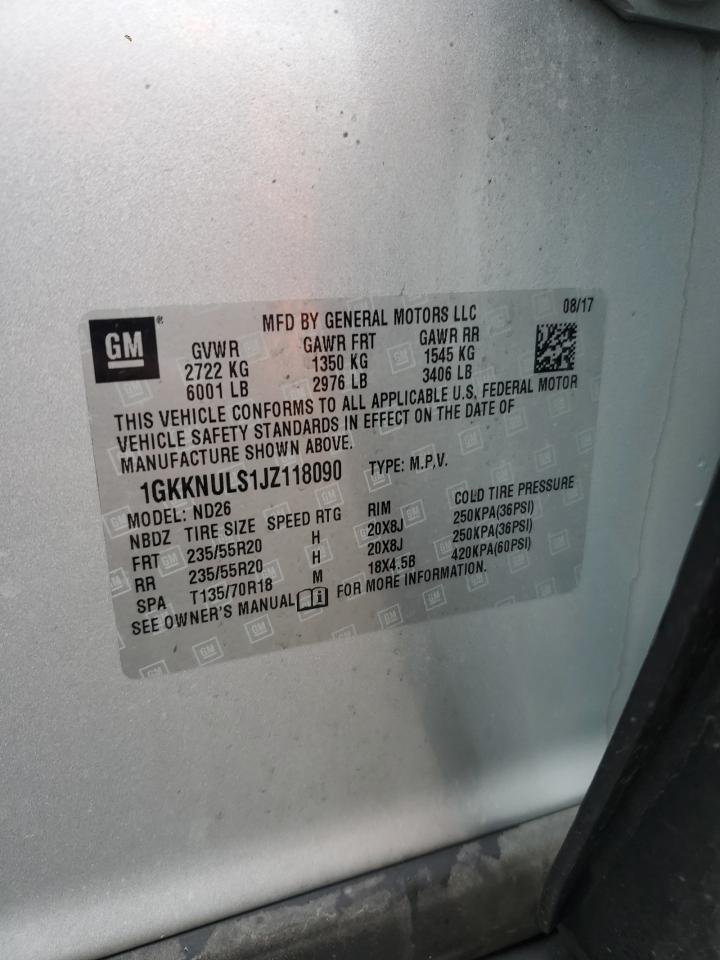 GM ® MFD BY GENERAL MOTORS LLC 08/17
GVWR GAWR FRT GAWR RR
2722 KG 1350 KG 1545 KG
6001 LB 2976 LB 3406 LB
THIS VEHICLE CONFORMS TO ALL APPLICABLE U.S. FEDERAL MOTOR
VEHICLE SAFETY STANDARDS IN EFFECT ON THE DATE OF
MANUFACTURE SHOWN ABOVE.
1GKKNULS1JZ118090 TYPE: M.P.V.
MODEL: ND26
NBDZ TIRE SIZE SPEED RTG RIM COLD TIRE PRESSURE
FRT 235/55R20 H 20X8J 250KPA(36PSI)
RR 235/55R20 H 20X8J 250KPA(36PSI)
SPA T135/70R18 M 18X4.5B 420KPA(60PSI)
SEE OWNER'S MANUAL FOR MORE INFORMATION.